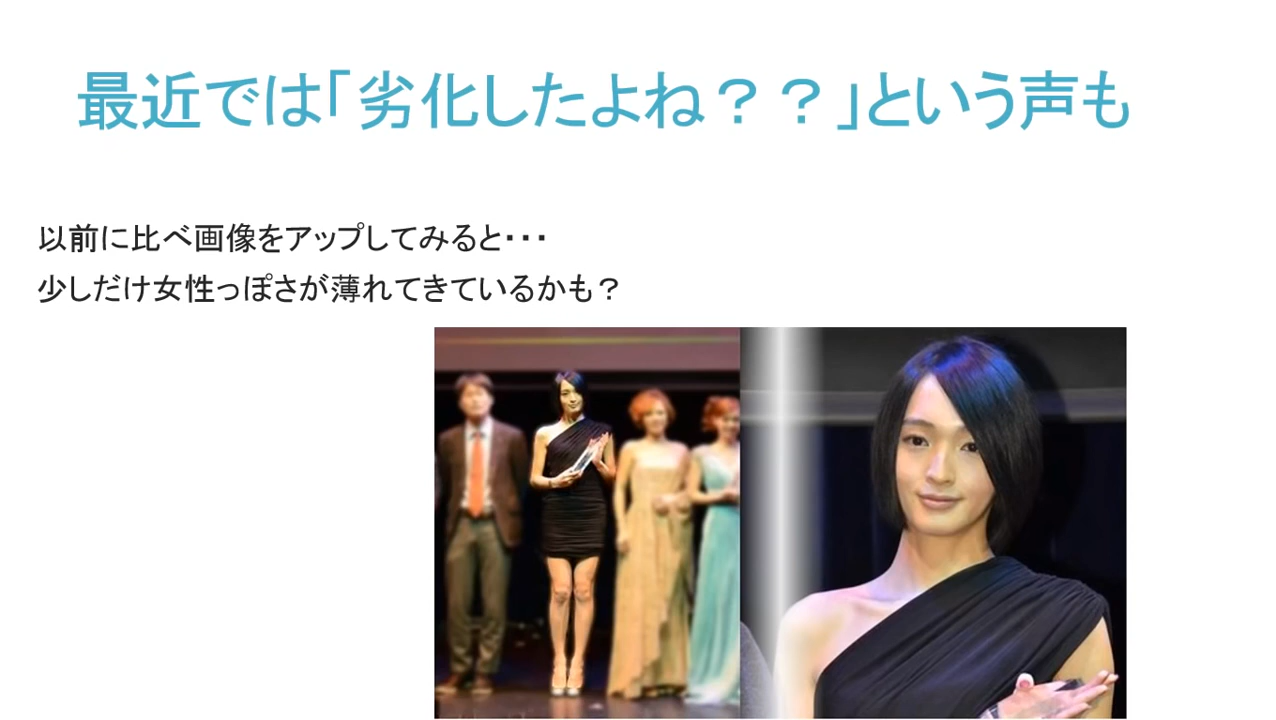 最近では「劣化したよね？？」という声も
以前に比べ画像をアップしてみると・・・
少しだけ女性っぽさが薄れてきているかも？